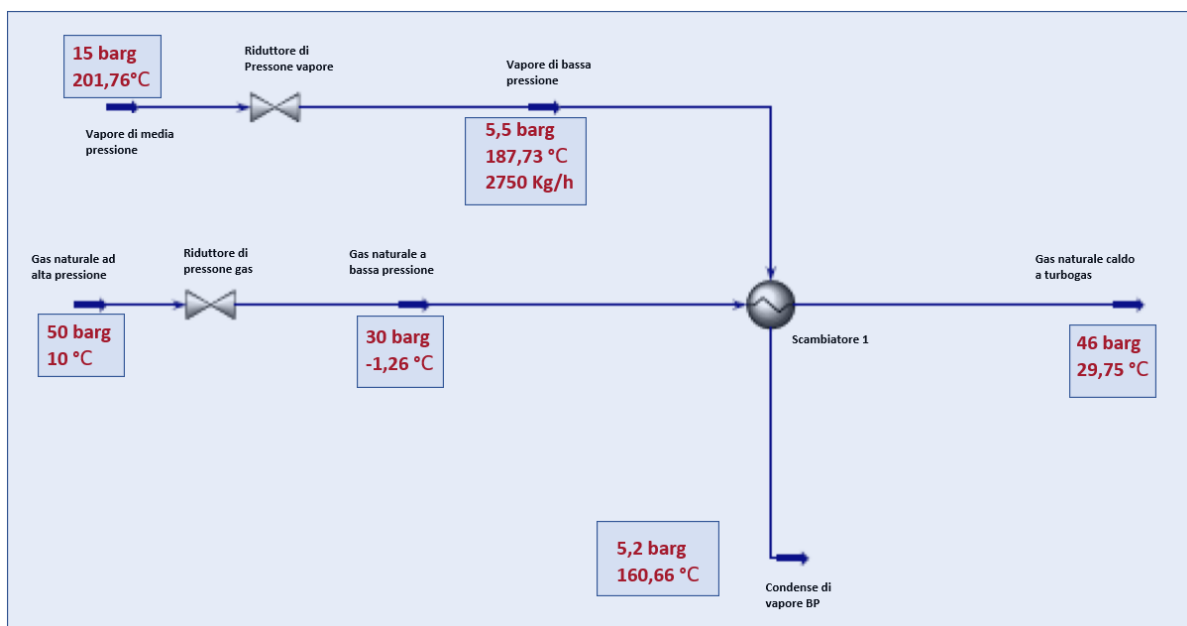 15 barg
201,76°C
Riduttore di
Pressone vapore
Vapore di bassa
pressione
Vapore di media
pressione
5,5 barg
187,73 °C
2750 Kg/h
Gas naturale ad
alta pressione
Riduttore di
pressone gas
Gas naturale a
bassa pressione
Gas naturale caldo
a turbogas
50 barg
10 °C
30 barg
-1,26 °C
Scambiatore 1
46 barg
29,75 °C
5,2 barg
160,66 °C
Condense di
vapore BP